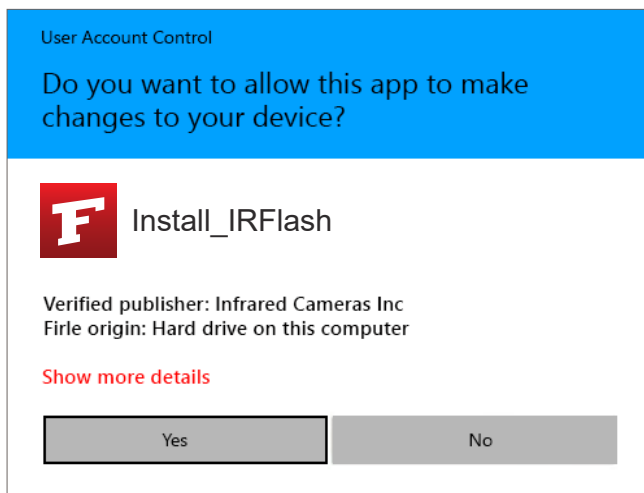 User Account Control
Do you want to allow this app to make
changes to your device?
F
Install_IRFlash
Verified publisher: Infrared Cameras Inc
Firle origin: Hard drive on this computer
Show more details
Yes
No